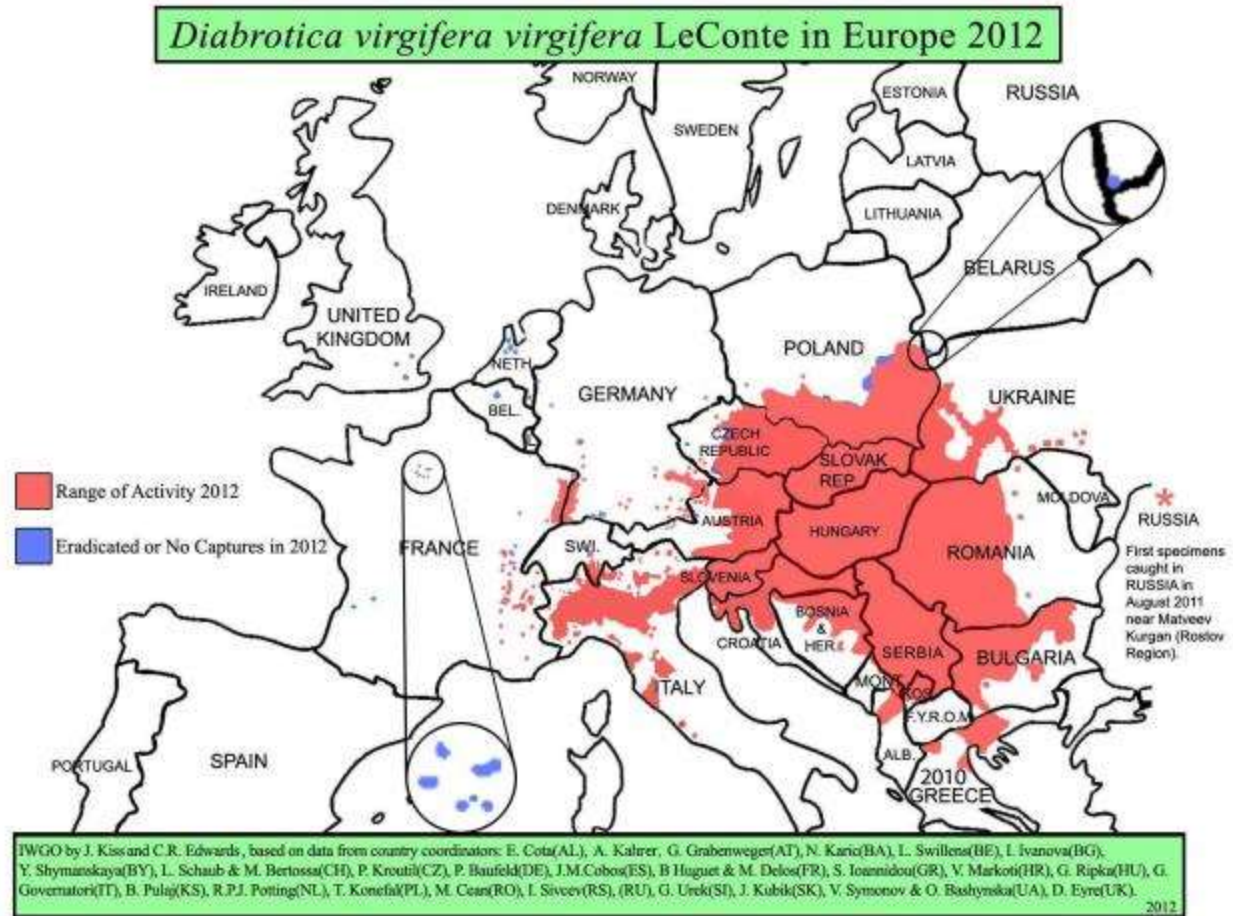 Diabrotica virgifera virgifera LeConte in Europe 2012
NORWAY
ESTONIA
RUSSIA
SWEDEN
LATVIA
DENMARK
LITHUANIA
IRELAND
BELARUS
UNITED
KINGDOM
NETH
POLAND
GERMANY
BEL.
UKRAINE
CZECH
REPUBLIC
SLOVAK
REP.
Range of Activity 2012
MOLDOVA
AUSTRIA
RUSSIA
HUNGARY
Eradicated or No Captures in 2012
FRANCE
SWI.
ROMANIA
First specimens
caught in
RUSSIA in
August 2011
near Matveev
Kurgan (Rostov
Region).
SLOVENIA
BOSNIA
&
HER.
CROATIA
SERBIA
BULGARIA
MONT.
KOS.
ITALY
F.Y.R.O.M
ALB.
SPAIN
PORTUGAL
2010
GREECE
IWGO by J. Kiss and C.R. Edwards, based on data from country coordinators: E. Cota(AL), A. Kahrer, G. Grabenweger(AT), N. Karic(BA), L. Swillens(BE), I. Ivanova(BG),
Y. Shymanskaya(BY), L. Schaub & M. Bertossa(CH), P. Kroutil(CZ), P. Baufeld(DE), J.M.Cobos(ES), B Huguet & M. Delos(FR), S. Ioannidou(GR), V. Markoti(HR), G. Ripka(HU), G.
Governatori(IT), B. Pulaj(KS), R.P.J. Potting(NL), T. Konefal(PL), M. Cean(RO), I. Sivcev(RS), (RU), G. Urek(SI), J. Kubik(SK), V. Symonov & O. Bashynska(UA), D. Eyre(UK).
2012